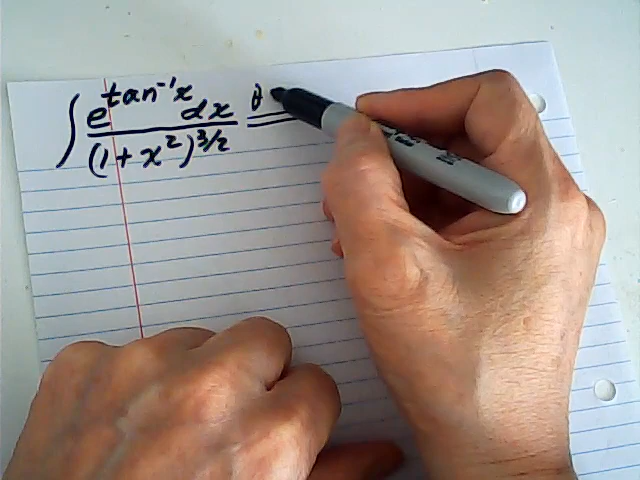 ∫ e^(tan⁻¹x) dx / (1 + x²)^(3/2) = θ